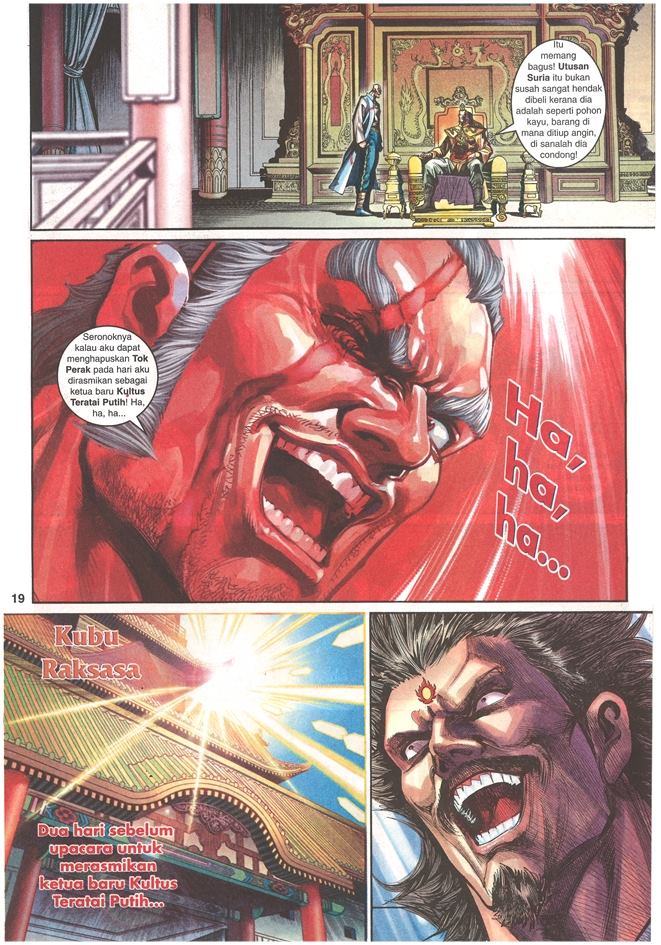 Itu
memang
bagus! Utusan
Suria itu bukan
susah sangat hendak
dibeli kerana dia
adalah seperti pohon
kayu, barang di
mana ditiup angin,
di sanalah dia
condong!
Seronoknya
kalau aku dapat
menghapuskan Tok
Perak pada hari aku
dirasmikan sebagai
ketua baru Kultus
Teratai Putih! Ha,
ha, ha...
Ha,
ha,
ha...
19
Kubu
Raksasa
Dua hari sebelum
upacara untuk
merasmikan
ketua baru Kultus
Teratai Putih...